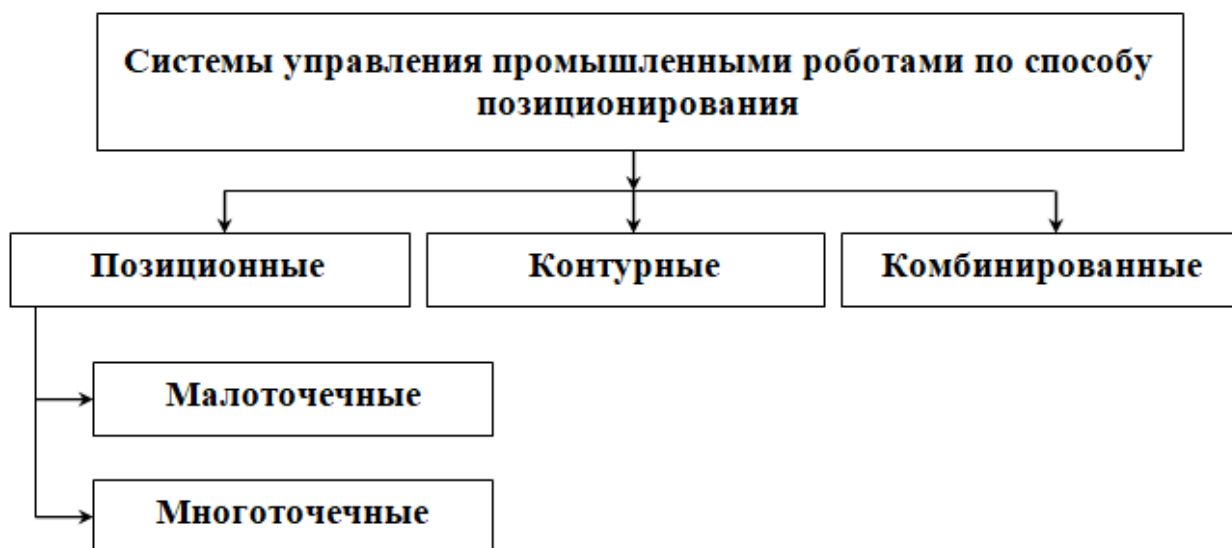 Системы управления промышленными роботами по способу
позиционирования
Позиционные
Контурные
Комбинированные
Малоточечные
Многоточечные